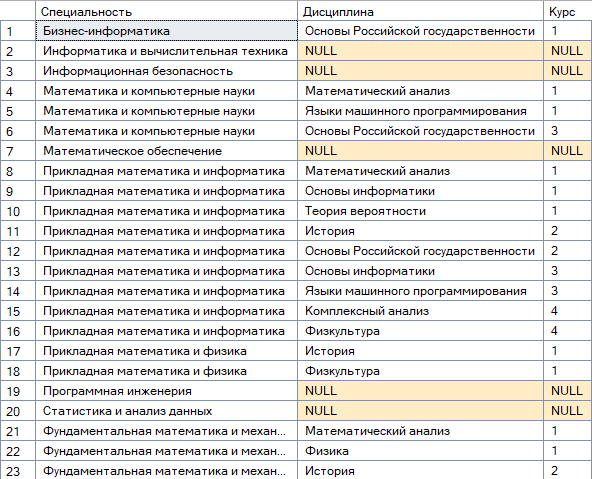 Специальность Дисциплина Курс
1 Бизнес-информатика Основы Российской государственности 1
2 Информатика и вычислительная техника NULL NULL
3 Информационная безопасность NULL NULL
4 Математика и компьютерные науки Математический анализ 1
5 Математика и компьютерные науки Языки машинного программирования 1
6 Математика и компьютерные науки Основы Российской государственности 3
7 Математическое обеспечение NULL NULL
8 Прикладная математика и информатика Математический анализ 1
9 Прикладная математика и информатика Основы информатики 1
10 Прикладная математика и информатика Теория вероятности 1
11 Прикладная математика и информатика История 2
12 Прикладная математика и информатика Основы Российской государственности 2
13 Прикладная математика и информатика Основы информатики 3
14 Прикладная математика и информатика Языки машинного программирования 3
15 Прикладная математика и информатика Комплексный анализ 4
16 Прикладная математика и информатика Физкультура 4
17 Прикладная математика и физика История 1
18 Прикладная математика и физика Физкультура 1
19 Программная инженерия NULL NULL
20 Статистика и анализ данных NULL NULL
21 Фундаментальная математика и механ... Математический анализ 1
22 Фундаментальная математика и механ... Физика 1
23 Фундаментальная математика и механ... История 2